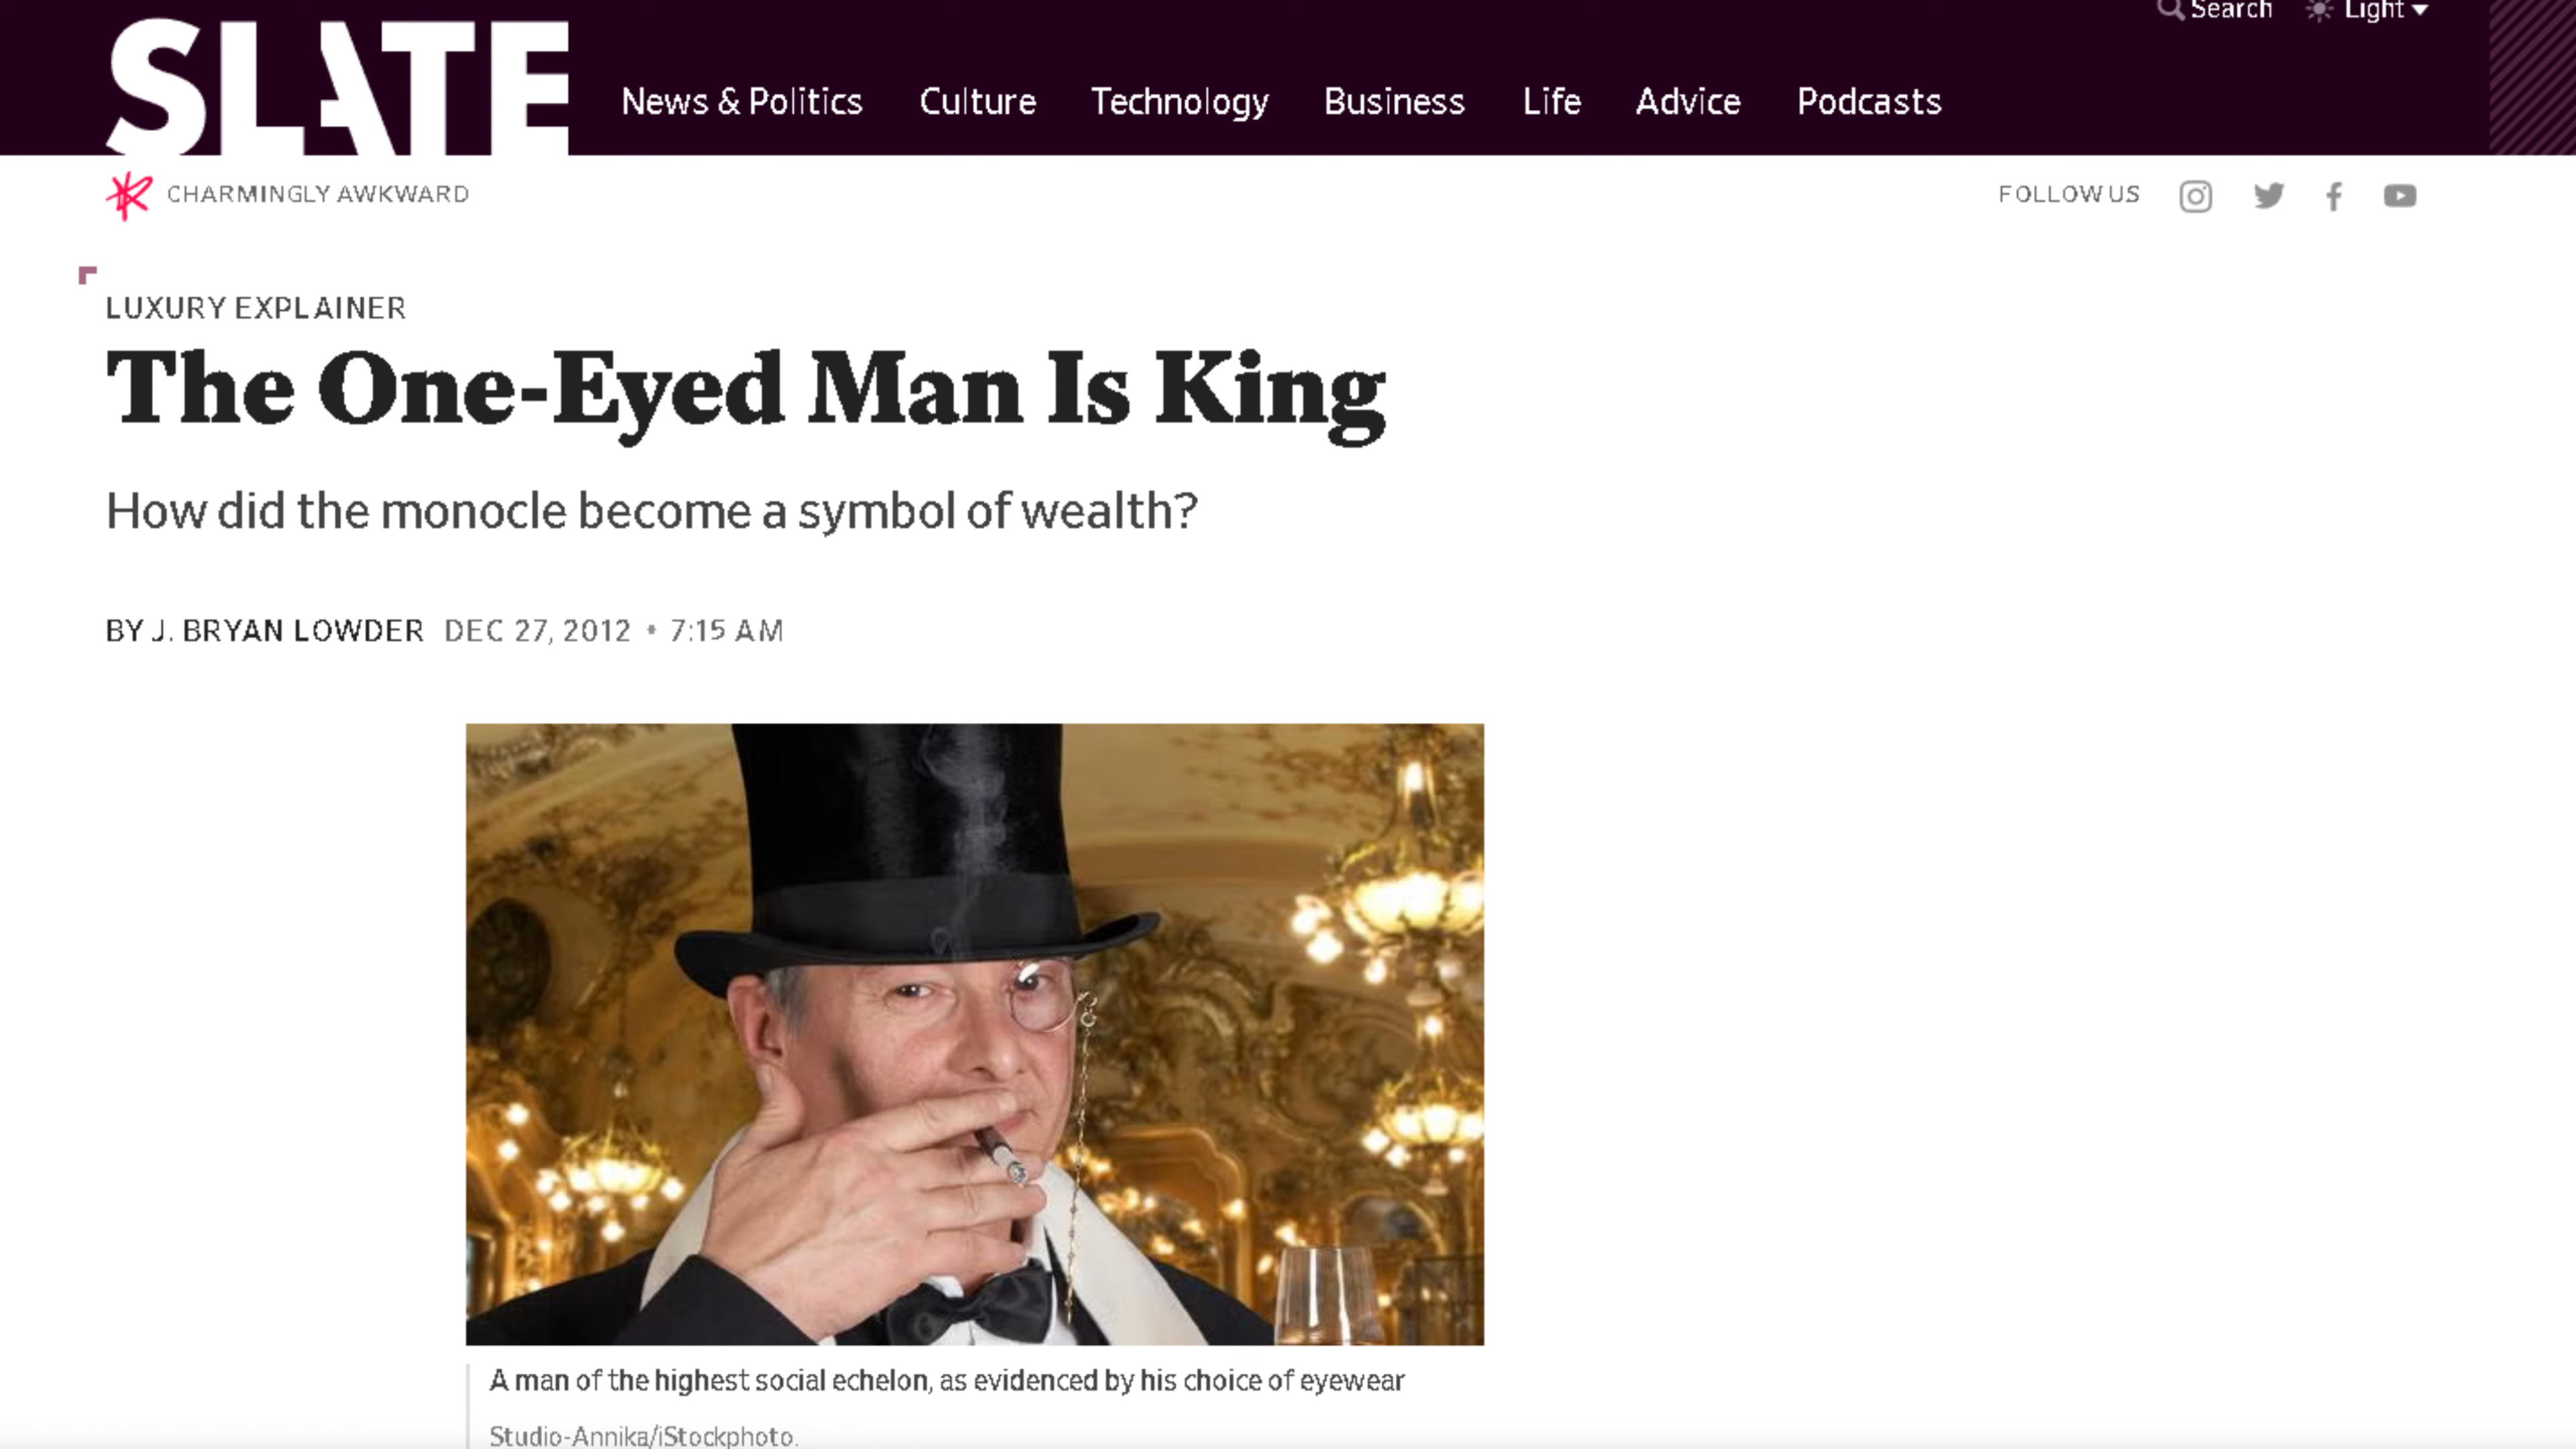 Search Light
SLATE
News & Politics Culture Technology Business Life Advice Podcasts
CHARMINGLY AWKWARD
FOLLOW US
LUXURY EXPLAINER
The One-Eyed Man Is King
How did the monocle become a symbol of wealth?
BY J. BRYAN LOWDER DEC 27, 2012 • 7:15 AM
A man of the highest social echelon, as evidenced by his choice of eyewear
Studio-Annika/iStockphoto.